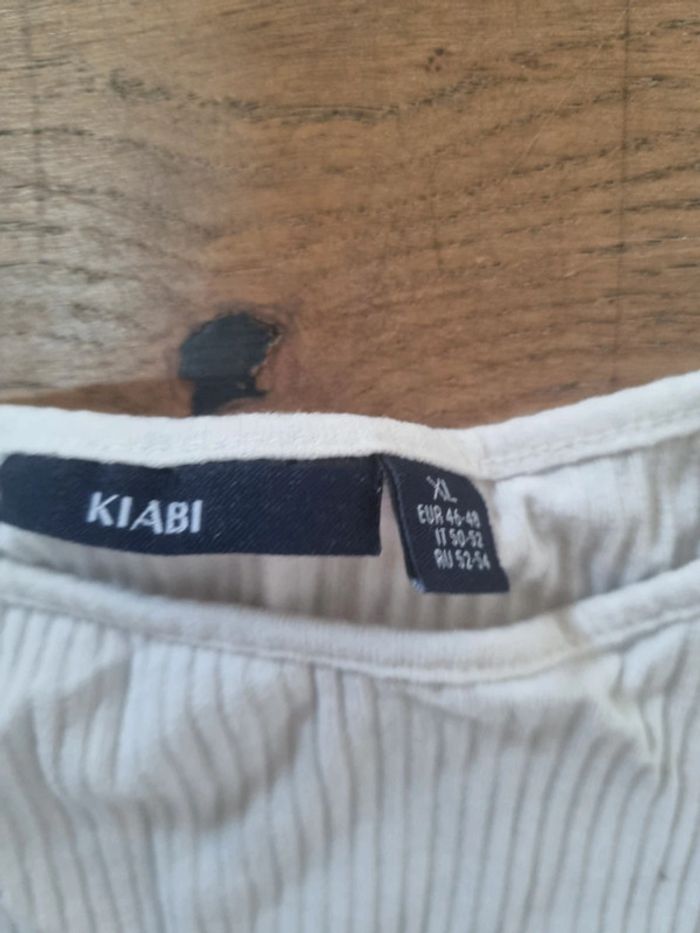 KIABI
XL
EUR 46-48
IT 50-52
RU 52-54